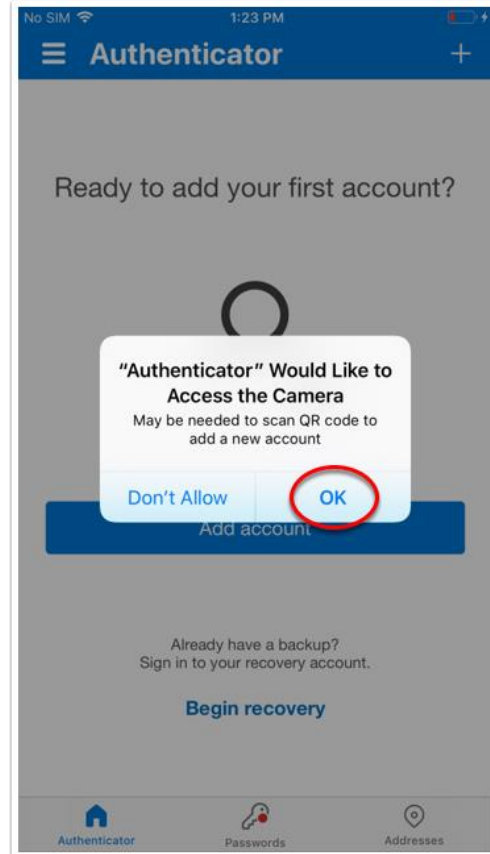 No SIM 1:23 PM
Authenticator
Ready to add your first account?
"Authenticator" Would Like to
Access the Camera
May be needed to scan QR code to
add a new account
Don't Allow OK
Add account
Already have a backup?
Sign in to your recovery account.
Begin recovery
Authenticator Passwords Addresses